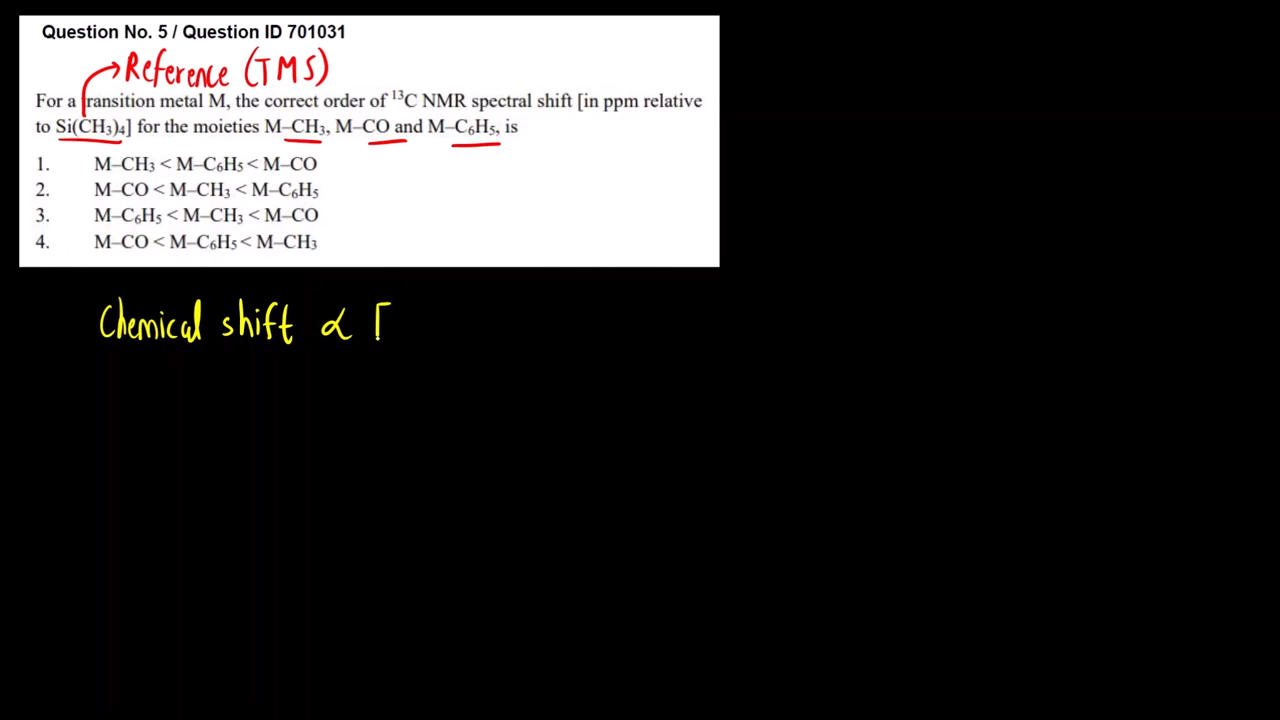 Question No. 5 / Question ID 701031
Reference (TMS)
For a transition metal M, the correct order of ¹³C NMR spectral shift [in ppm relative
to Si(CH₃)₄] for the moieties M–CH₃, M–CO and M–C₆H₅, is
1. M–CH₃ < M–C₆H₅ < M–CO
2. M–CO < M–CH₃ < M–C₆H₅
3. M–C₆H₅ < M–CH₃ < M–CO
4. M–CO < M–C₆H₅ < M–CH₃
Chemical shift ∝